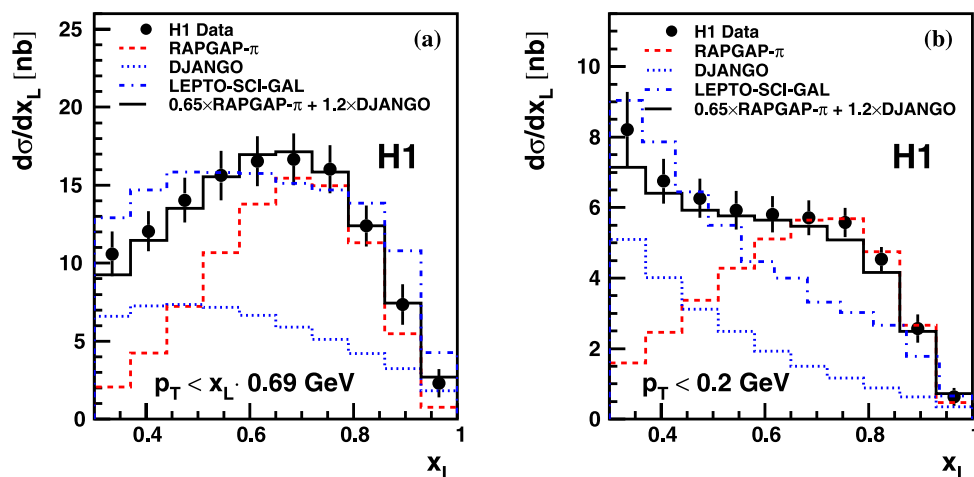 dσ/dx_L [nb]
25
20
15
10
5
0
H1 Data
RAPGAP-π
DJANGO
LEPTO-SCI-GAL
0.65×RAPGAP-π + 1.2×DJANGO
(a)
H1
p_T < x_L · 0.69 GeV
0.4
0.6
0.8
1
x_l
dσ/dx_L [nb]
10
8
6
4
2
0
H1 Data
RAPGAP-π
DJANGO
LEPTO-SCI-GAL
0.65×RAPGAP-π + 1.2×DJANGO
(b)
H1
p_T < 0.2 GeV
0.4
0.6
0.8
1
x_l